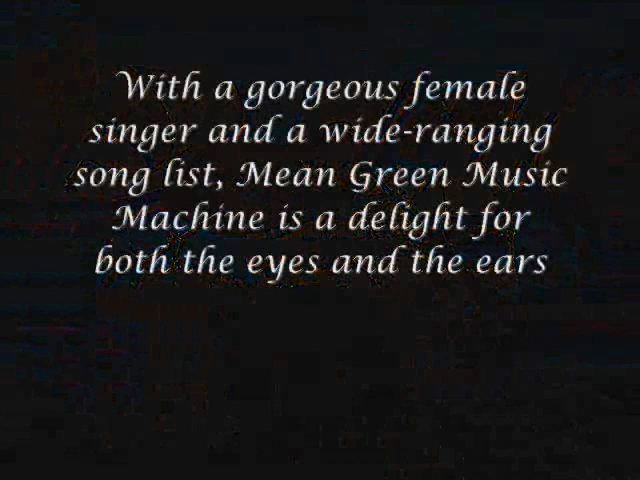 With a gorgeous female
singer and a wide-ranging
song list, Mean Green Music
Machine is a delight for
both the eyes and the ears